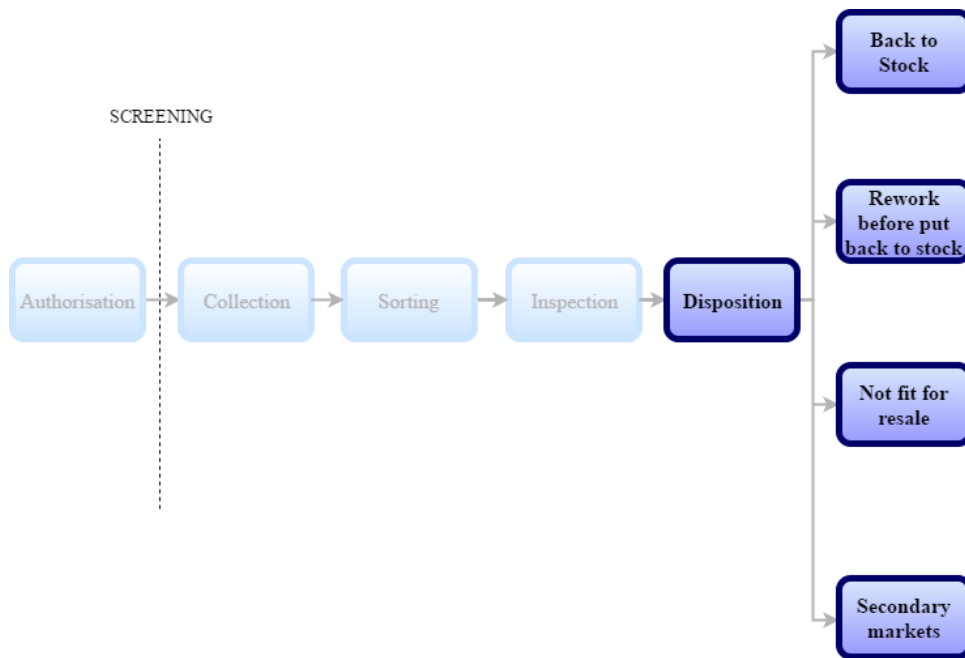 SCREENING
Authorisation
Collection
Sorting
Inspection
Disposition
Back to
Stock
Rework
before put
back to stock
Not fit for
resale
Secondary
markets